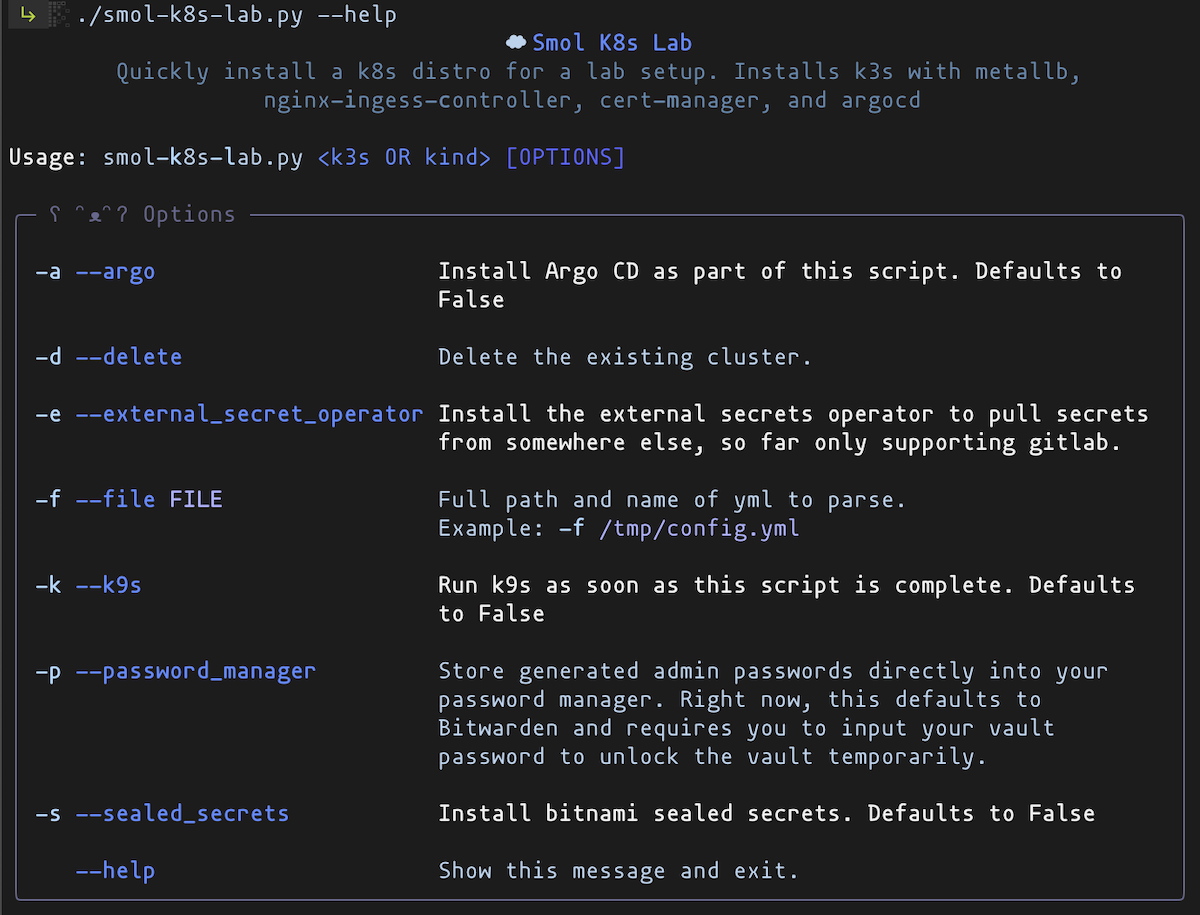 ./smol-k8s-lab.py --help
☁️Smol K8s Lab
Quickly install a k8s distro for a lab setup. Installs k3s with metallb,
nginx-ingess-controller, cert-manager, and argocd
Usage: smol-k8s-lab.py <k3s OR kind> [OPTIONS]
ʕ ᵔᴥᵔʔ Options
-a --argo Install Argo CD as part of this script. Defaults to
False
-d --delete Delete the existing cluster.
-e --external_secret_operator Install the external secrets operator to pull secrets
from somewhere else, so far only supporting gitlab.
-f --file FILE Full path and name of yml to parse.
Example: -f /tmp/config.yml
-k --k9s Run k9s as soon as this script is complete. Defaults
to False
-p --password_manager Store generated admin passwords directly into your
password manager. Right now, this defaults to
Bitwarden and requires you to input your vault
password to unlock the vault temporarily.
-s --sealed_secrets Install bitnami sealed secrets. Defaults to False
--help Show this message and exit.